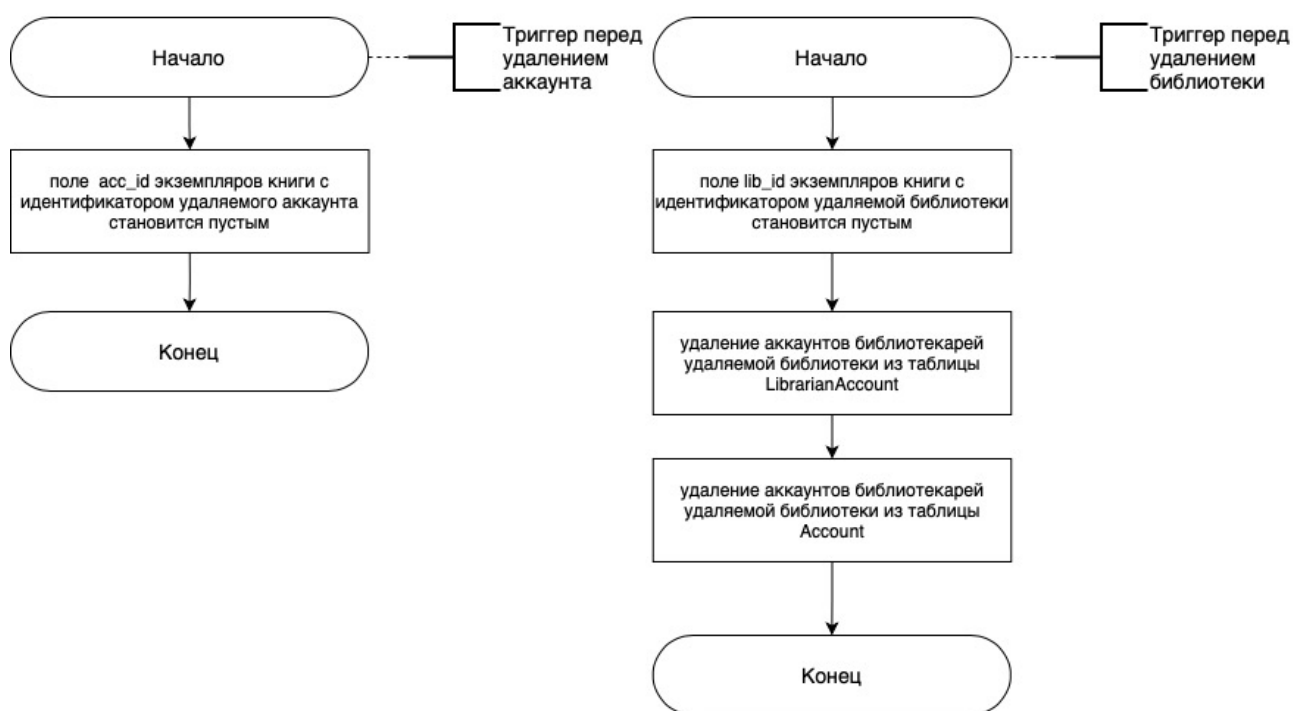 Начало
Триггер перед
удалением
аккаунта
поле acc_id экземпляров книги с
идентификатором удаляемого аккаунта
становится пустым
Конец
Начало
Триггер перед
удалением
библиотеки
поле lib_id экземпляров книги с
идентификатором удаляемой библиотеки
становится пустым
удаление аккаунтов библиотекарей
удаляемой библиотеки из таблицы
LibrarianAccount
удаление аккаунтов библиотекарей
удаляемой библиотеки из таблицы
Account
Конец